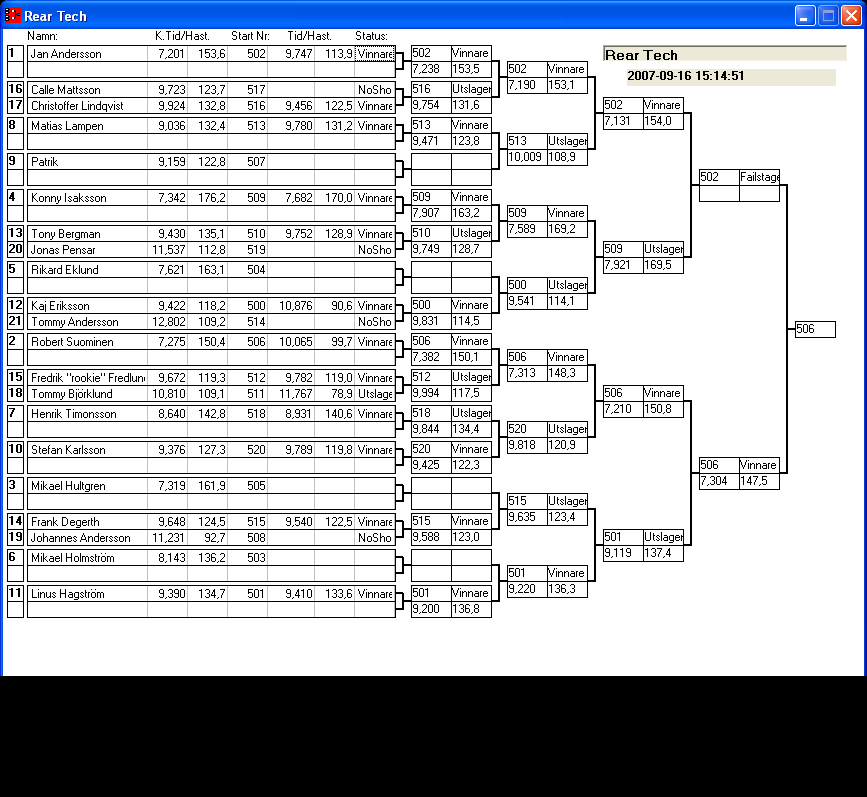 Rear Tech
Namn: K.Tid/Hast. Start Nr: Tid/Hast. Status:
1 Jan Andersson 7,201 153,6 502 9,747 113,9 Vinnare
16 Calle Mattsson 9,723 123,7 517 NoSho
17 Christoffer Lindqvist 9,924 132,8 516 9,456 122,5 Vinnare
8 Matias Lampen 9,036 132,4 513 9,780 131,2 Vinnare
9 Patrik 9,159 122,8 507
4 Konny Isaksson 7,342 176,2 509 7,682 170,0 Vinnare
13 Tony Bergman 9,430 135,1 510 9,752 128,9 Vinnare
20 Jonas Pensar 11,537 112,8 519 NoSho
5 Rikard Eklund 7,621 163,1 504
12 Kaj Eriksson 9,422 118,2 500 10,876 90,6 Vinnare
21 Tommy Andersson 12,802 109,2 514 NoSho
2 Robert Suominen 7,275 150,4 506 10,065 99,7 Vinnare
15 Fredrik "rookie" Fredlun 9,672 119,3 512 9,782 119,0 Vinnare
18 Tommy Björklund 10,810 109,1 511 11,767 78,9 Utslage
7 Henrik Timonsson 8,640 142,8 518 8,931 140,6 Vinnare
10 Stefan Karlsson 9,376 127,3 520 9,789 119,8 Vinnare
3 Mikael Hultgren 7,319 161,9 505
14 Frank Degerth 9,648 124,5 515 9,540 122,5 Vinnare
19 Johannes Andersson 11,231 92,7 508 NoSho
6 Mikael Holmström 8,143 136,2 503
11 Linus Hagström 9,390 134,7 501 9,410 133,6 Vinnare
502 Vinnare
7,238 153,5
516 Utslager
9,754 131,6
513 Vinnare
9,471 123,8
509 Vinnare
7,907 163,2
510 Utslager
9,749 128,7
500 Vinnare
9,831 114,5
506 Vinnare
7,382 150,1
512 Utslager
9,994 117,5
518 Utslager
9,844 134,4
520 Vinnare
9,425 122,3
515 Vinnare
9,588 123,0
501 Vinnare
9,200 136,8
502 Vinnare
7,190 153,1
513 Utslager
10,009 108,9
509 Vinnare
7,589 169,2
500 Utslager
9,541 114,1
506 Vinnare
7,313 148,3
520 Utslager
9,818 120,9
515 Utslager
9,635 123,4
501 Vinnare
9,220 136,3
Rear Tech
2007-09-16 15:14:51
502 Vinnare
7,131 154,0
509 Utslager
7,921 169,5
506 Vinnare
7,210 150,8
501 Utslager
9,119 137,4
502 Failstage
506 Vinnare
7,304 147,5
506